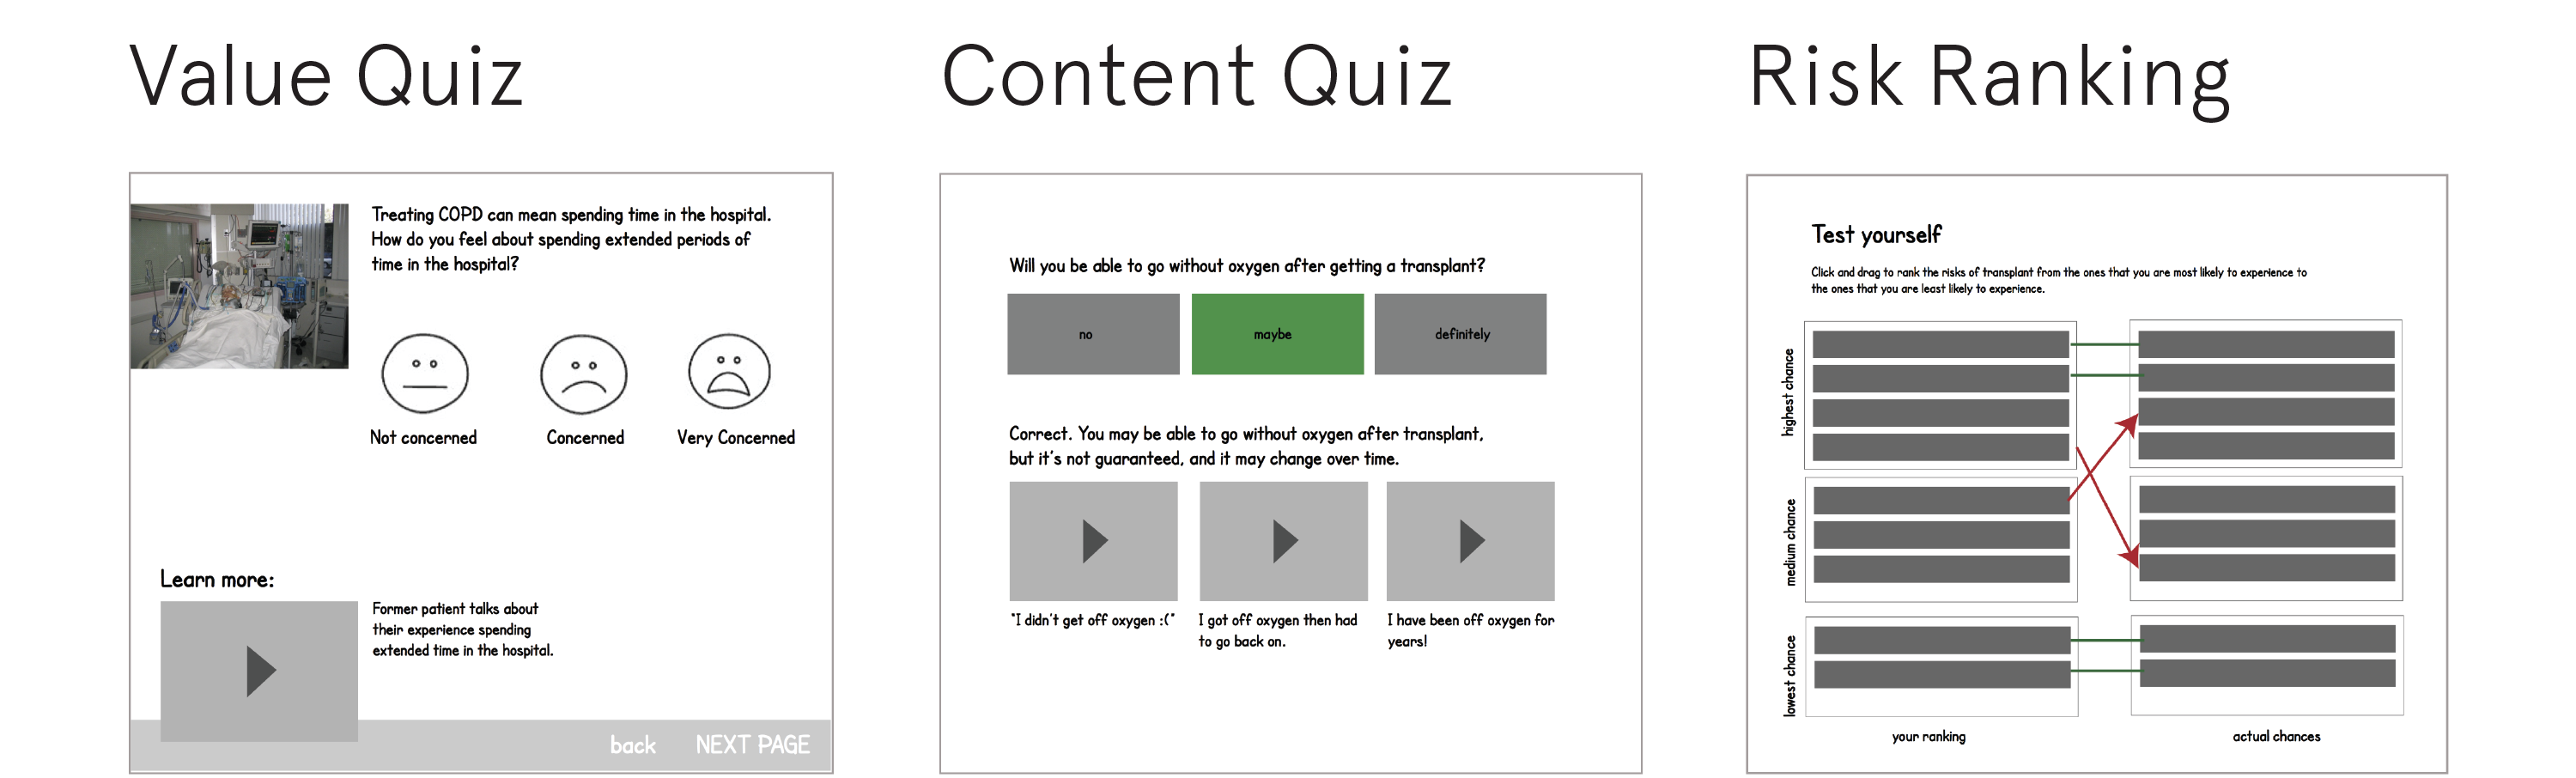 Value Quiz
Treating COPD can mean spending time in the hospital.
How do you feel about spending extended periods of
time in the hospital?
Not concerned
Concerned
Very Concerned
Learn more:
Former patient talks about
their experience spending
extended time in the hospital.
back
NEXT PAGE
Content Quiz
Will you be able to go without oxygen after getting a transplant?
no
maybe
definitely
Correct. You may be able to go without oxygen after transplant,
but it's not guaranteed, and it may change over time.
"I didn't get off oxygen :("
I got off oxygen then had
to go back on.
I have been off oxygen for
years!
Risk Ranking
Test yourself
Click and drag to rank the risks of transplant from the ones that you are most likely to experience to
the ones that you are least likely to experience.
highest chance
medium chance
lowest chance
your ranking
actual chances